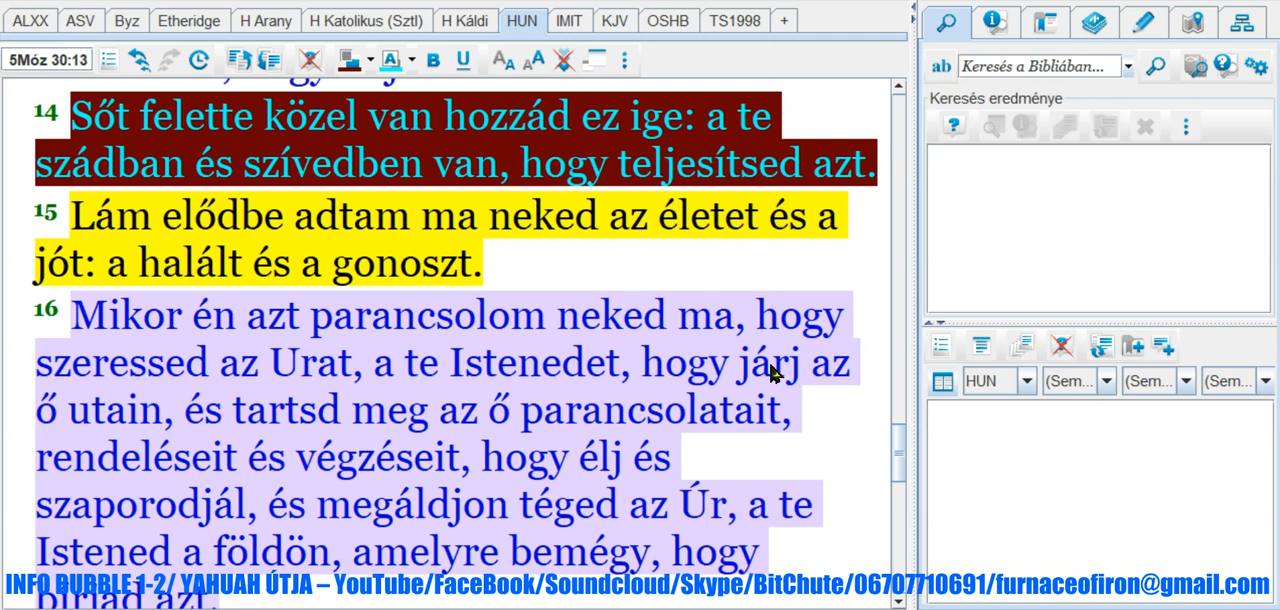 ALXX ASV Byz Etheridge H Arany H Katolikus (Sztl) H Káldi HUN IMIT KJV OSHB TS1998 +
5Móz 30:13
ab Keresés a Bibliában...
Keresés eredménye
14 Sőt felette közel van hozzád ez ige: a te
szádban és szívedben van, hogy teljesítsed azt.
15 Lám elődbe adtam ma neked az életet és a
jót: a halált és a gonoszt.
16 Mikor én azt parancsolom neked ma, hogy
szeressed az Urat, a te Istenedet, hogy járj az
ő utain, és tartsd meg az ő parancsolatait,
rendeléseit és végzéseit, hogy élj és
szaporodjál, és megáldjon téged az Úr, a te
Istened a földön, amelyre bemégy, hogy
bírjad azt.
HUN (Sem... (Sem... (Sem...
INFO BUBBLE 1-2/ YAHUAH ÚTJA – YouTube/FaceBook/Soundcloud/Skype/BitChute/06707710691/furnaceofiron@gmail.com